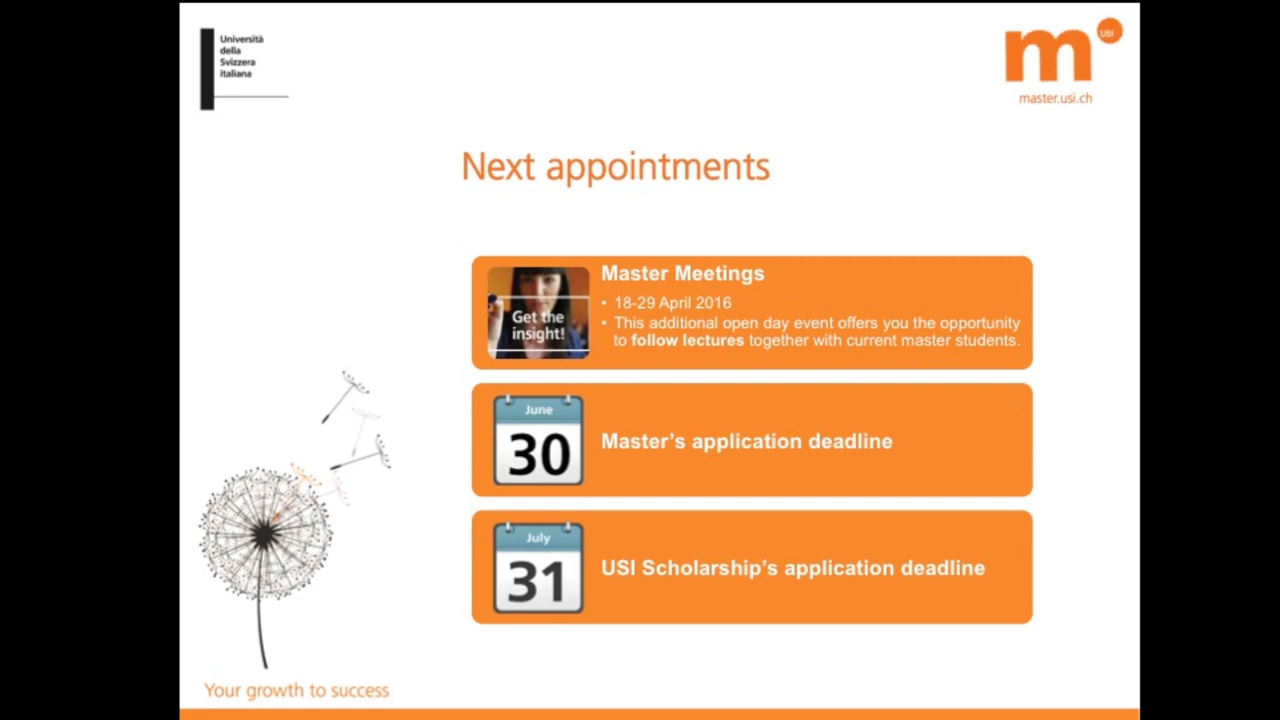 Università
della
Svizzera
italiana
m
USI
master.usi.ch
Next appointments
Get the
insight!
Master Meetings
• 18-29 April 2016
• This additional open day event offers you the opportunity
to follow lectures together with current master students.
June
30
Master’s application deadline
July
31
USI Scholarship’s application deadline
Your growth to success